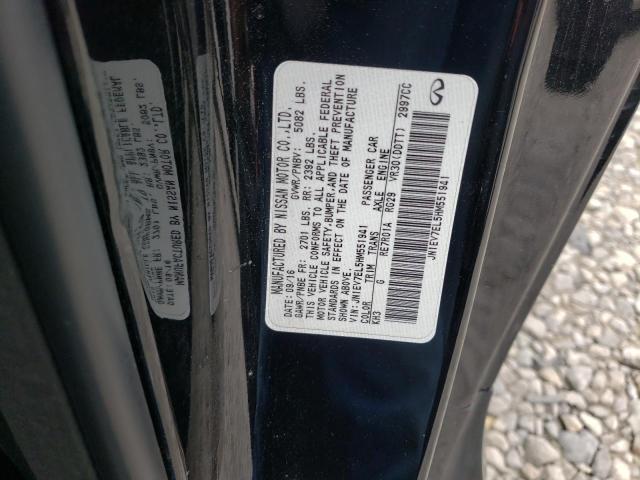 MANUFACTURED BY NISSAN MOTOR CO.,LTD.
09/16 GVWR/PNBV: 5082 LBS.
GAWR/PNBE FR: 2701 LBS. RR: 2392 LBS.
THIS VEHICLE CONFORMS TO ALL APPLICABLE FEDERAL
MOTOR VEHICLE SAFETY,BUMPER,AND THEFT PREVENTION
STANDARDS IN EFFECT ON THE DATE OF MANUFACTURE
SHOWN ABOVE.
VIN: JN1EV7EL5HM551941 PASSENGER CAR
COLOR TRIM TRANS AXLE ENGINE
KH3 G RE7R01A RG29 VR30(DDTT) 2997CC
JN1EV7EL5HM551941